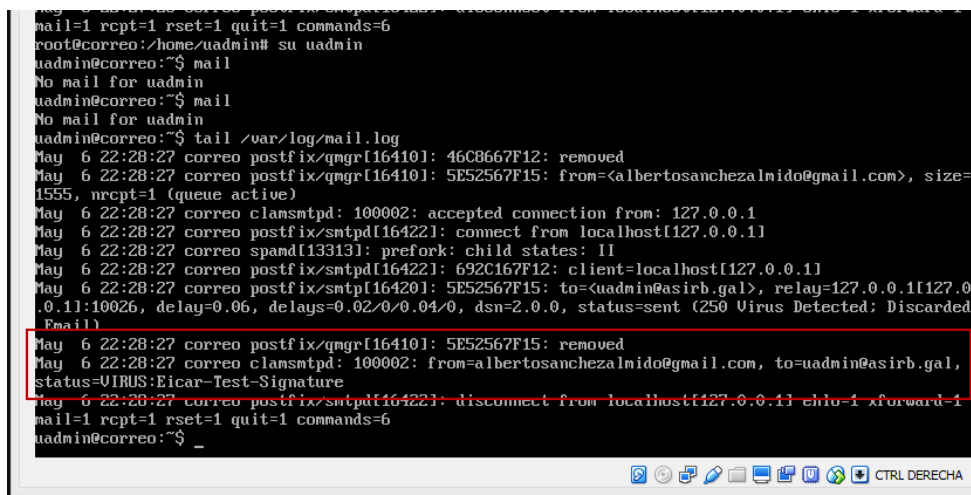 mail=1 rcpt=1 rset=1 quit=1 commands=6
root@correo:/home/uadmin# su uadmin
uadmin@correo:~$ mail
No mail for uadmin
uadmin@correo:~$ mail
No mail for uadmin
uadmin@correo:~$ tail /var/log/mail.log
May  6 22:28:27 correo postfix/qmgr[16410]: 46C8667F12: removed
May  6 22:28:27 correo postfix/qmgr[16410]: 5E52567F15: from=<albertosanchezalmido@gmail.com>, size=
1555, nrcpt=1 (queue active)
May  6 22:28:27 correo clamsmtpd: 100002: accepted connection from: 127.0.0.1
May  6 22:28:27 correo postfix/smtpd[16422]: connect from localhost[127.0.0.1]
May  6 22:28:27 correo spamd[13313]: prefork: child states: II
May  6 22:28:27 correo postfix/smtpd[16422]: 692C167F12: client=localhost[127.0.0.1]
May  6 22:28:27 correo postfix/smtp[16420]: 5E52567F15: to=<uadmin@asirb.gal>, relay=127.0.0.1[127.0
.0.1]:10026, delay=0.06, delays=0.02/0/0.04/0, dsn=2.0.0, status=sent (250 Virus Detected; Discarded
 Email)
May  6 22:28:27 correo postfix/qmgr[16410]: 5E52567F15: removed
May  6 22:28:27 correo clamsmtpd: 100002: from=albertosanchezalmido@gmail.com, to=uadmin@asirb.gal,
status=VIRUS:Eicar-Test-Signature
May  6 22:28:27 correo postfix/smtpd[16422]: disconnect from localhost[127.0.0.1] ehlo=1 xforward=1
mail=1 rcpt=1 rset=1 quit=1 commands=6
uadmin@correo:~$ _
CTRL DERECHA